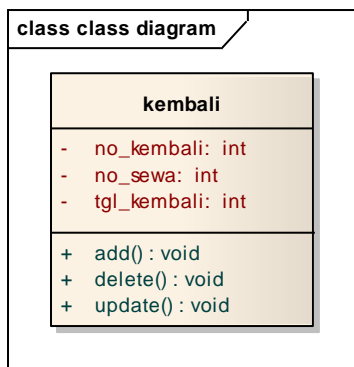 class class diagram
kembali
- no_kembali: int
- no_sewa: int
- tgl_kembali: int
+ add() : void
+ delete() : void
+ update() : void